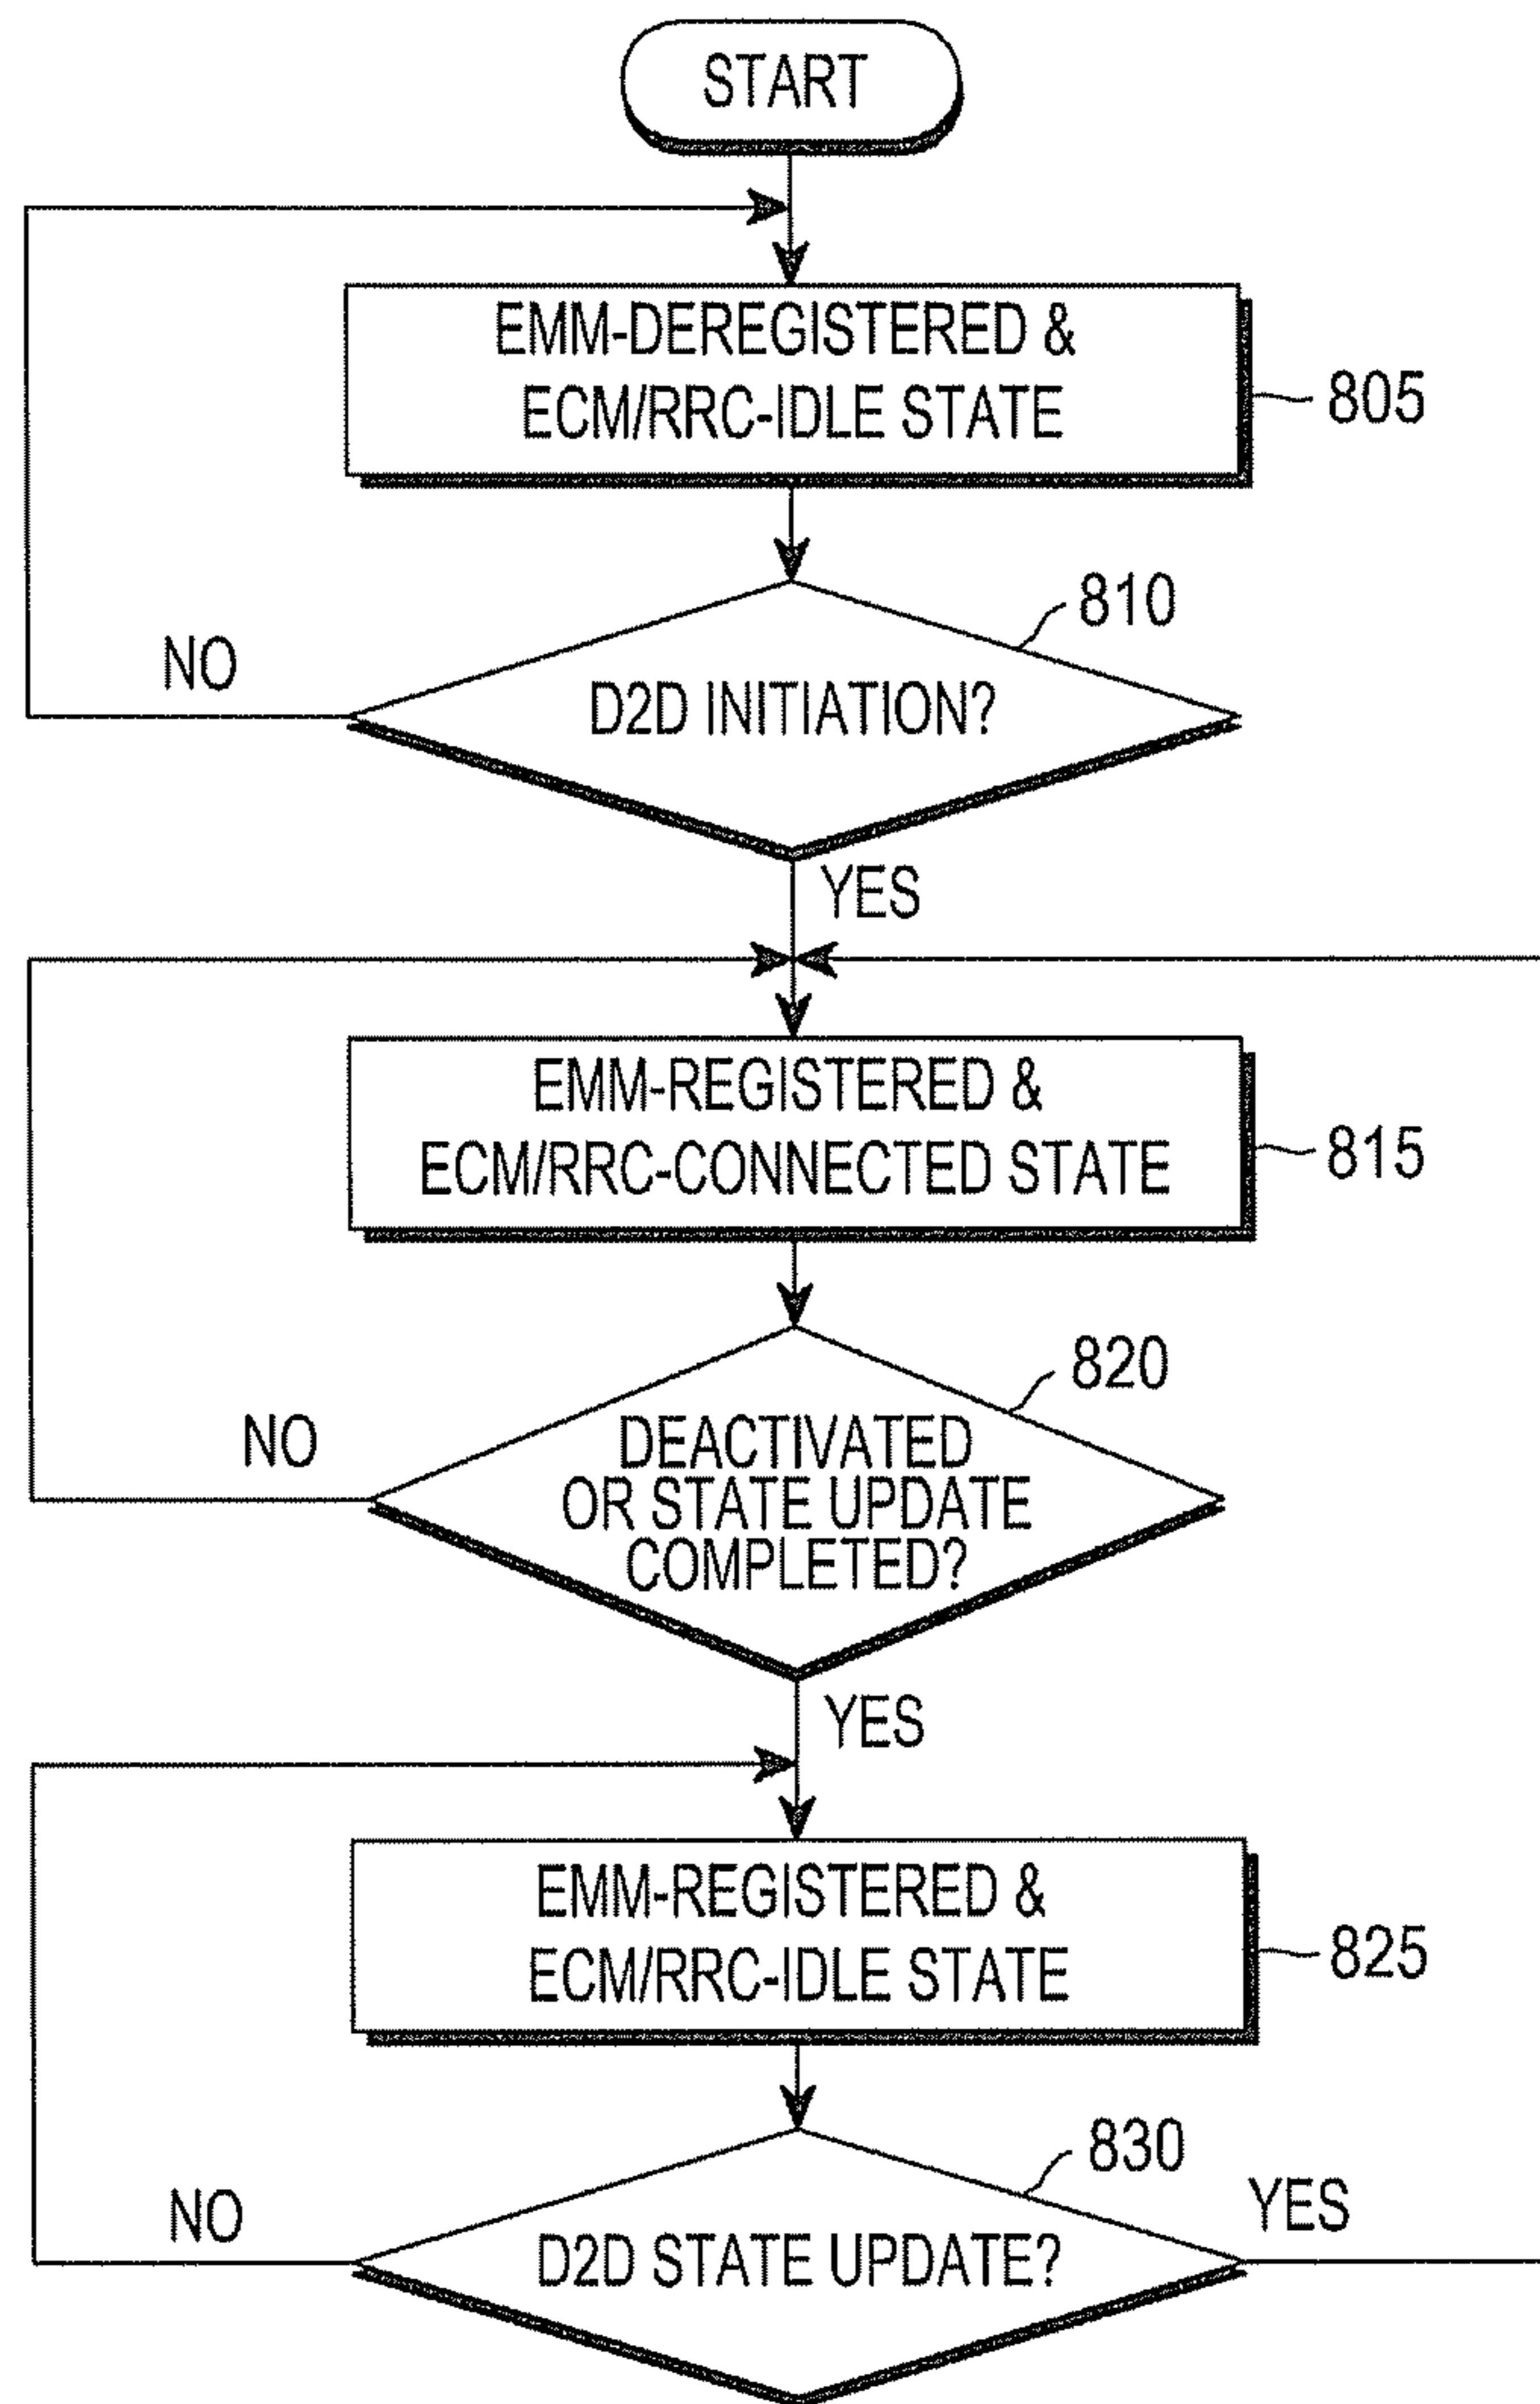 START
EMM-DEREGISTERED &
ECM/RRC-IDLE STATE
805
810
NO
D2D INITIATION?
YES
EMM-REGISTERED &
ECM/RRC-CONNECTED STATE
815
820
NO
DEACTIVATED
OR STATE UPDATE
COMPLETED?
YES
EMM-REGISTERED &
ECM/RRC-IDLE STATE
825
830
NO
YES
D2D STATE UPDATE?